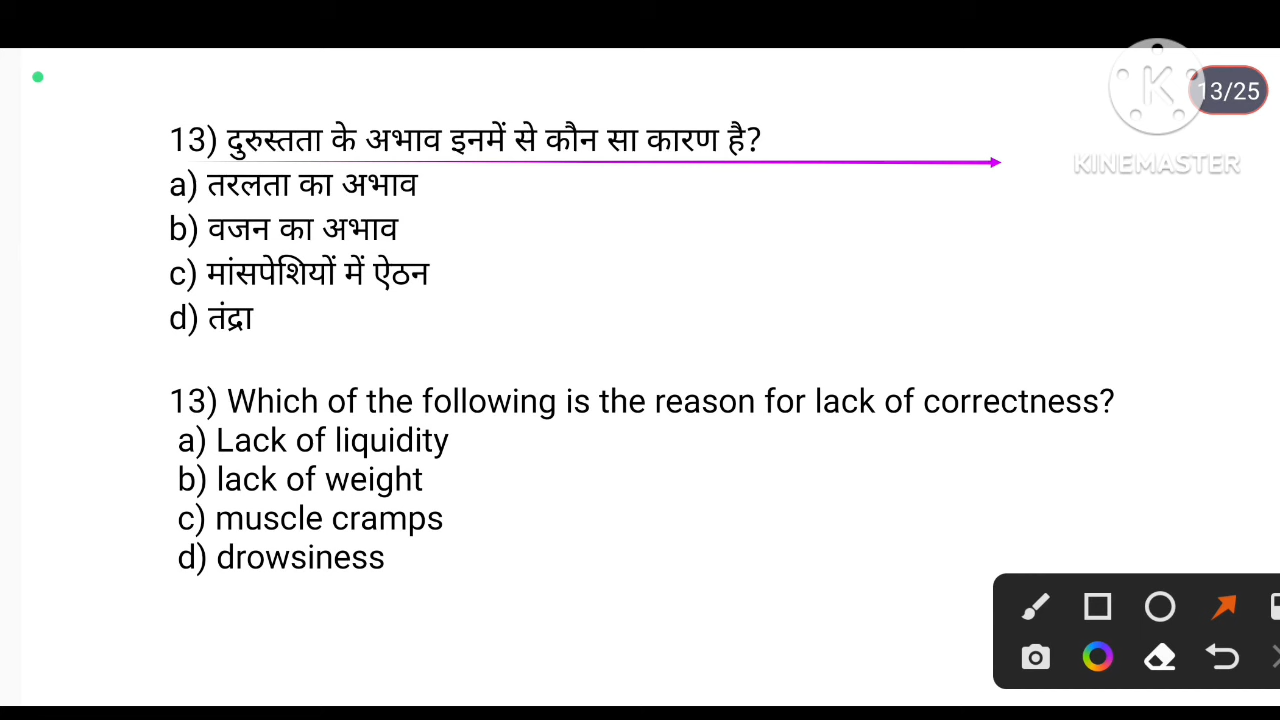 13/25
KINEMASTER
13) दुरुस्तता के अभाव इनमें से कौन सा कारण है?
a) तरलता का अभाव
b) वजन का अभाव
c) मांसपेशियों में ऐठन
d) तंद्रा
13) Which of the following is the reason for lack of correctness?
a) Lack of liquidity
b) lack of weight
c) muscle cramps
d) drowsiness